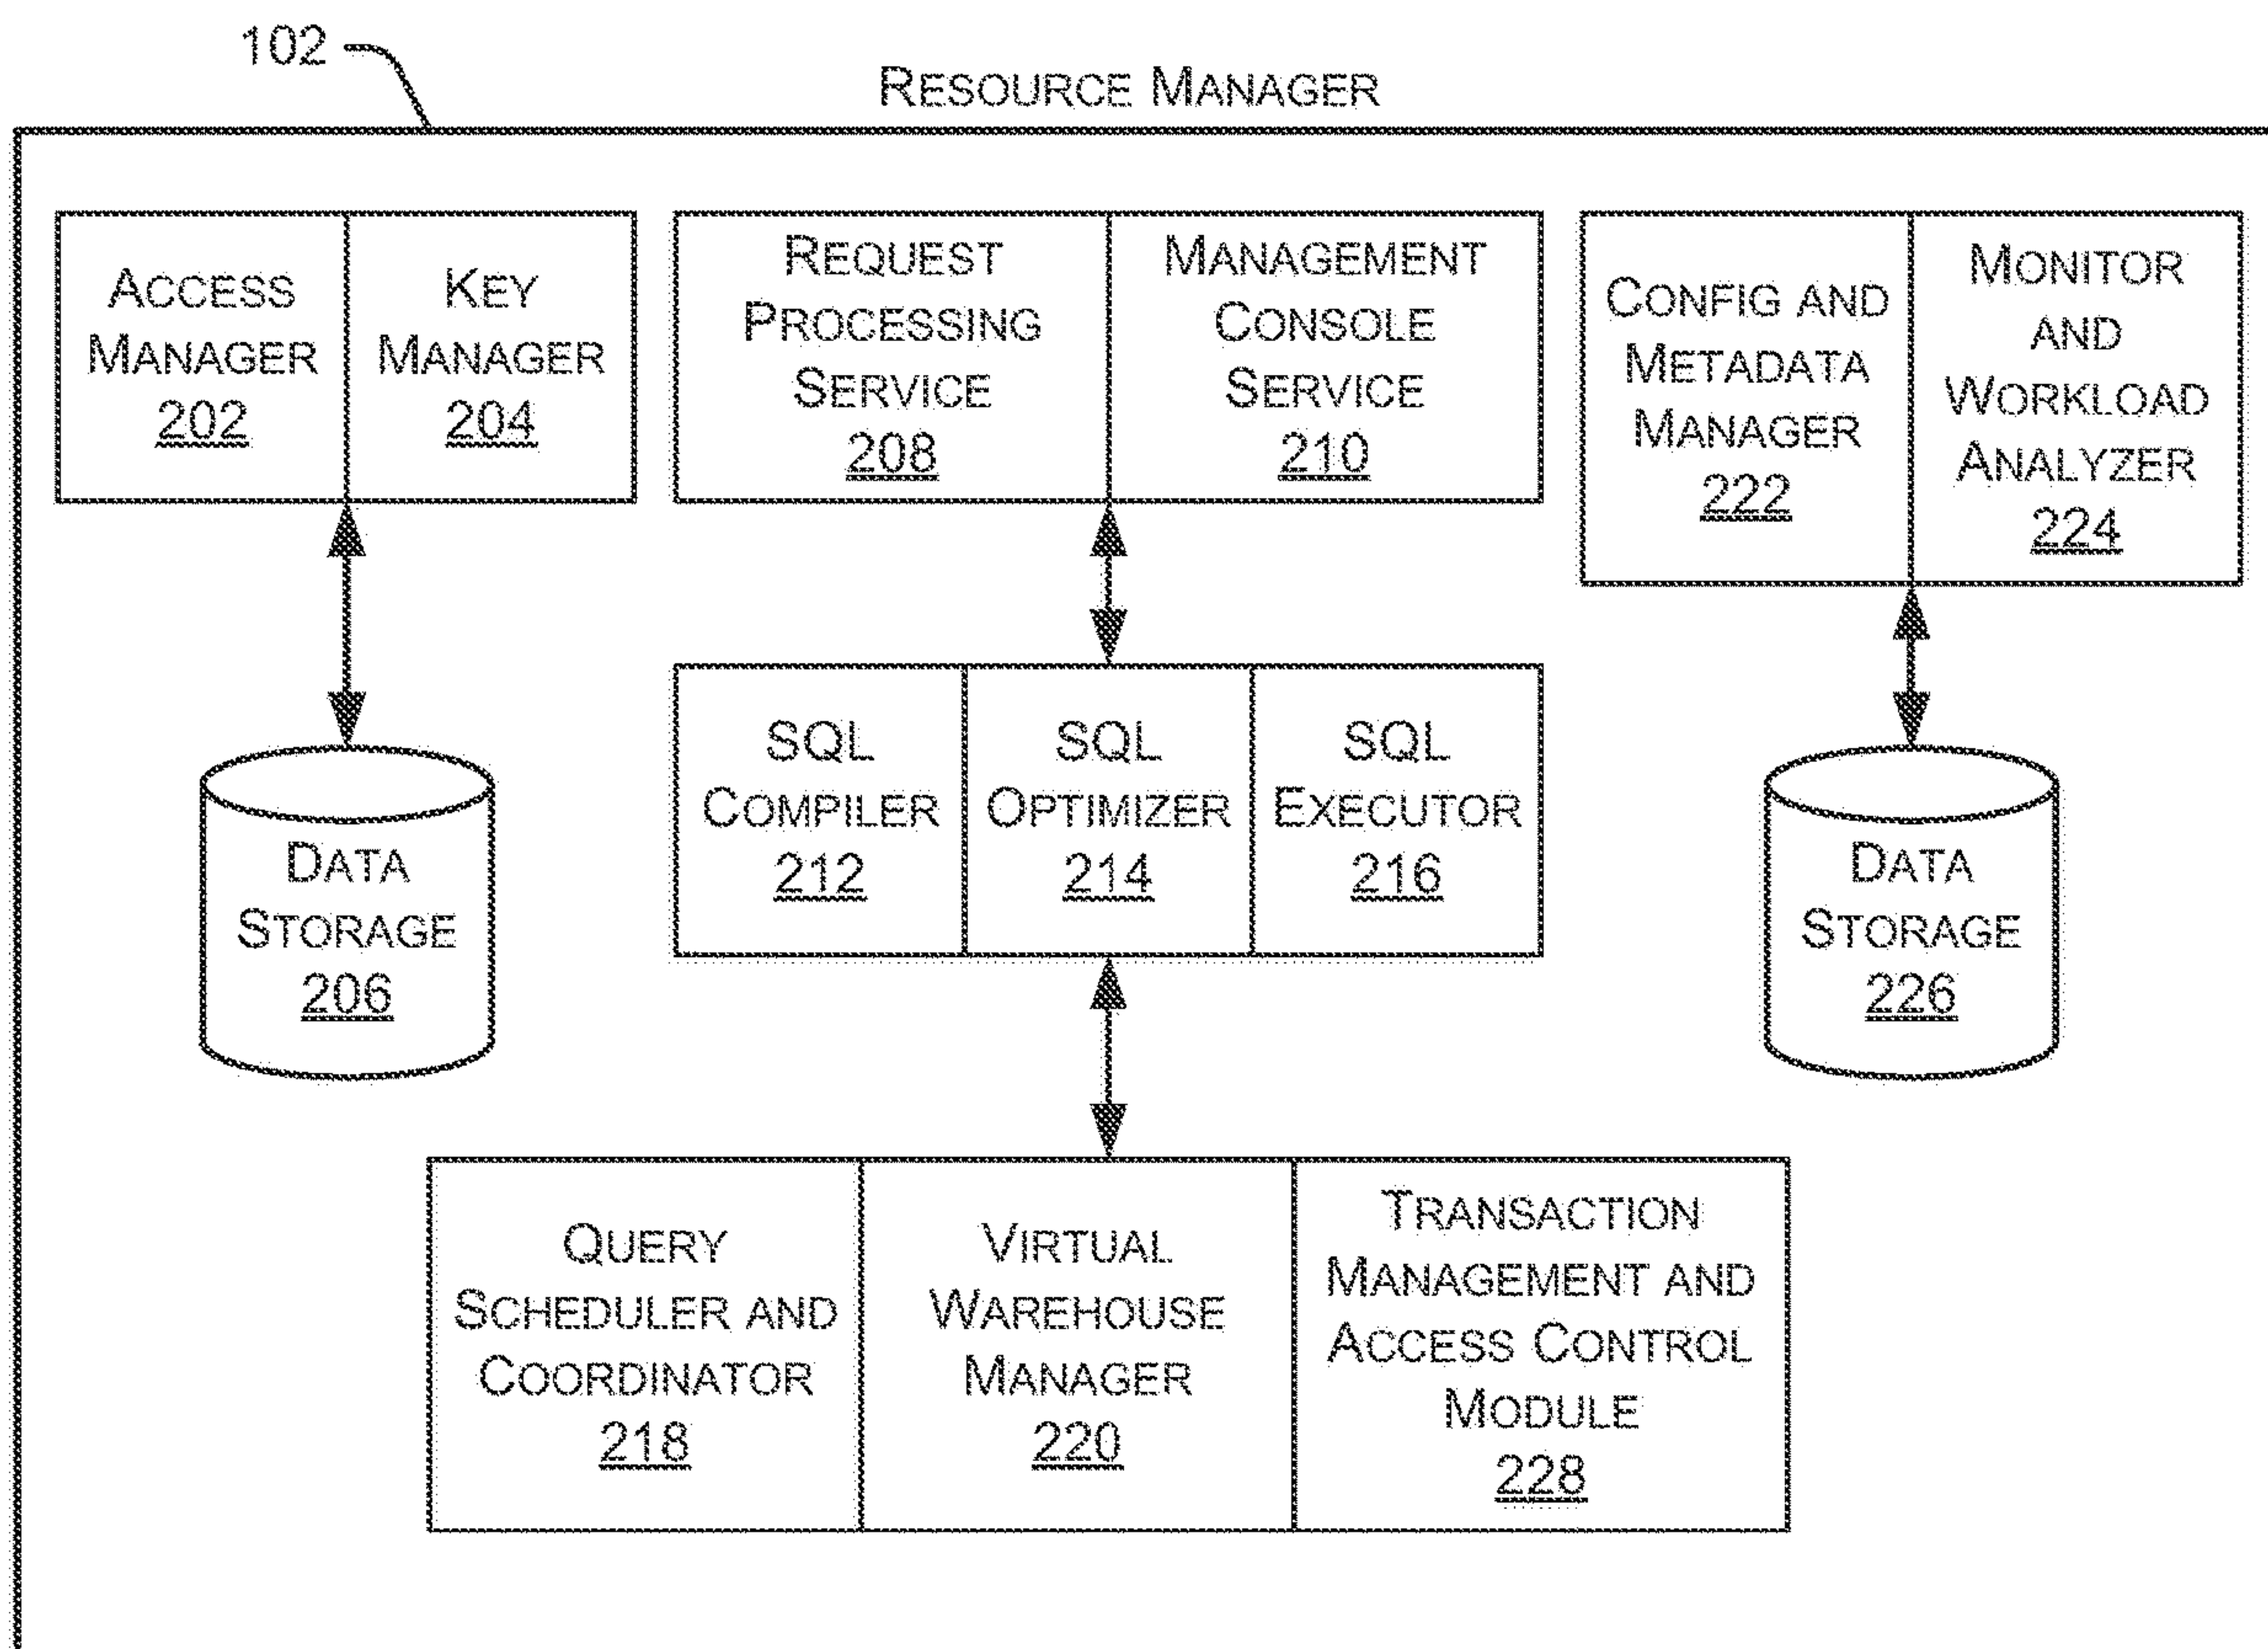 102
RESOURCE MANAGER
ACCESS
MANAGER
202
KEY
MANAGER
204
REQUEST
PROCESSING
SERVICE
208
MANAGEMENT
CONSOLE
SERVICE
210
CONFIG AND
METADATA
MANAGER
222
MONITOR
AND
WORKLOAD
ANALYZER
224
DATA
STORAGE
206
SQL
COMPILER
212
SQL
OPTIMIZER
214
SQL
EXECUTOR
216
DATA
STORAGE
226
QUERY
SCHEDULER AND
COORDINATOR
218
VIRTUAL
WAREHOUSE
MANAGER
220
TRANSACTION
MANAGEMENT AND
ACCESS CONTROL
MODULE
228